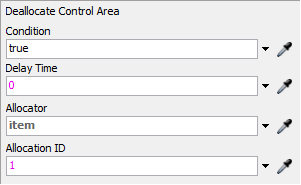 Deallocate Control Area
Condition
true
Delay Time
0
Allocator
item
Allocation ID
1